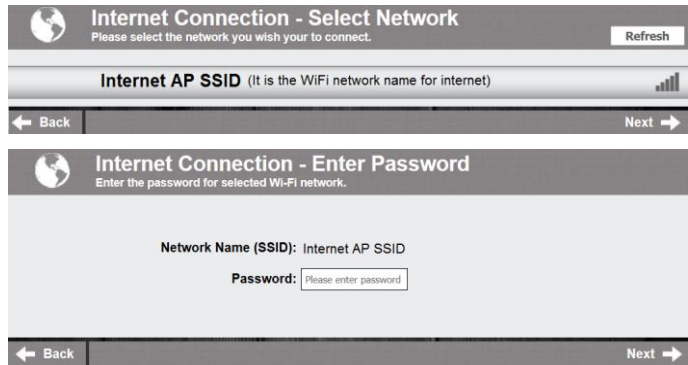 Internet Connection - Select Network
Please select the network you wish your to connect.
Refresh
Internet AP SSID (It is the WiFi network name for internet)
Back
Next
Internet Connection - Enter Password
Enter the password for selected Wi-Fi network.
Network Name (SSID): Internet AP SSID
Password: Please enter password
Back
Next